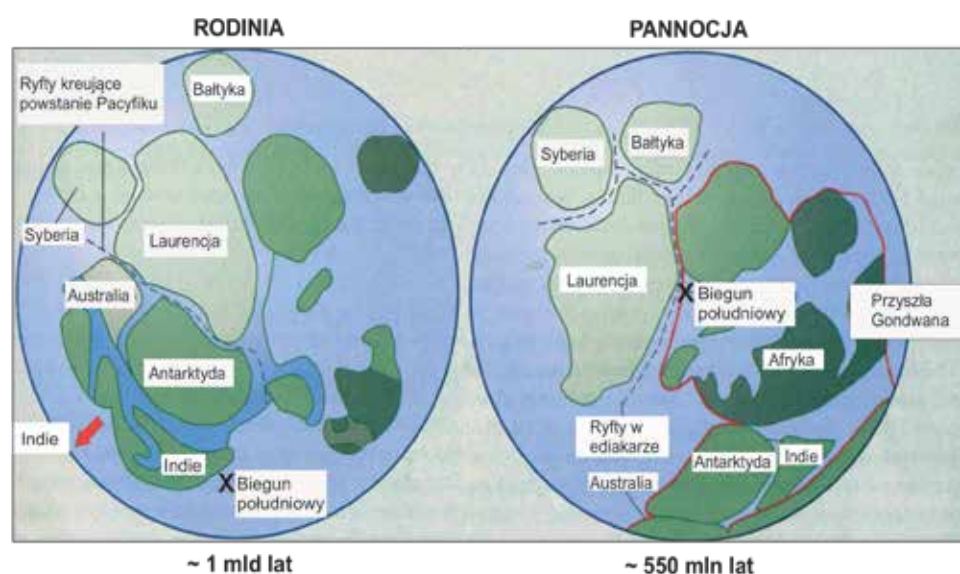 RODINIA
Ryfty kreujące
powstanie Pacyfiku
Bałtyka
Syberia
Laurencja
Australia
Antarktyda
Indie
Indie
X Biegun
południowy
~ 1 mld lat
PANNOCJA
Syberia
Bałtyka
Laurencja
X Biegun
południowy
Przyszła
Gondwana
Afryka
Ryfty w
ediakarze
Antarktyda
Indie
Australia
~ 550 mln lat